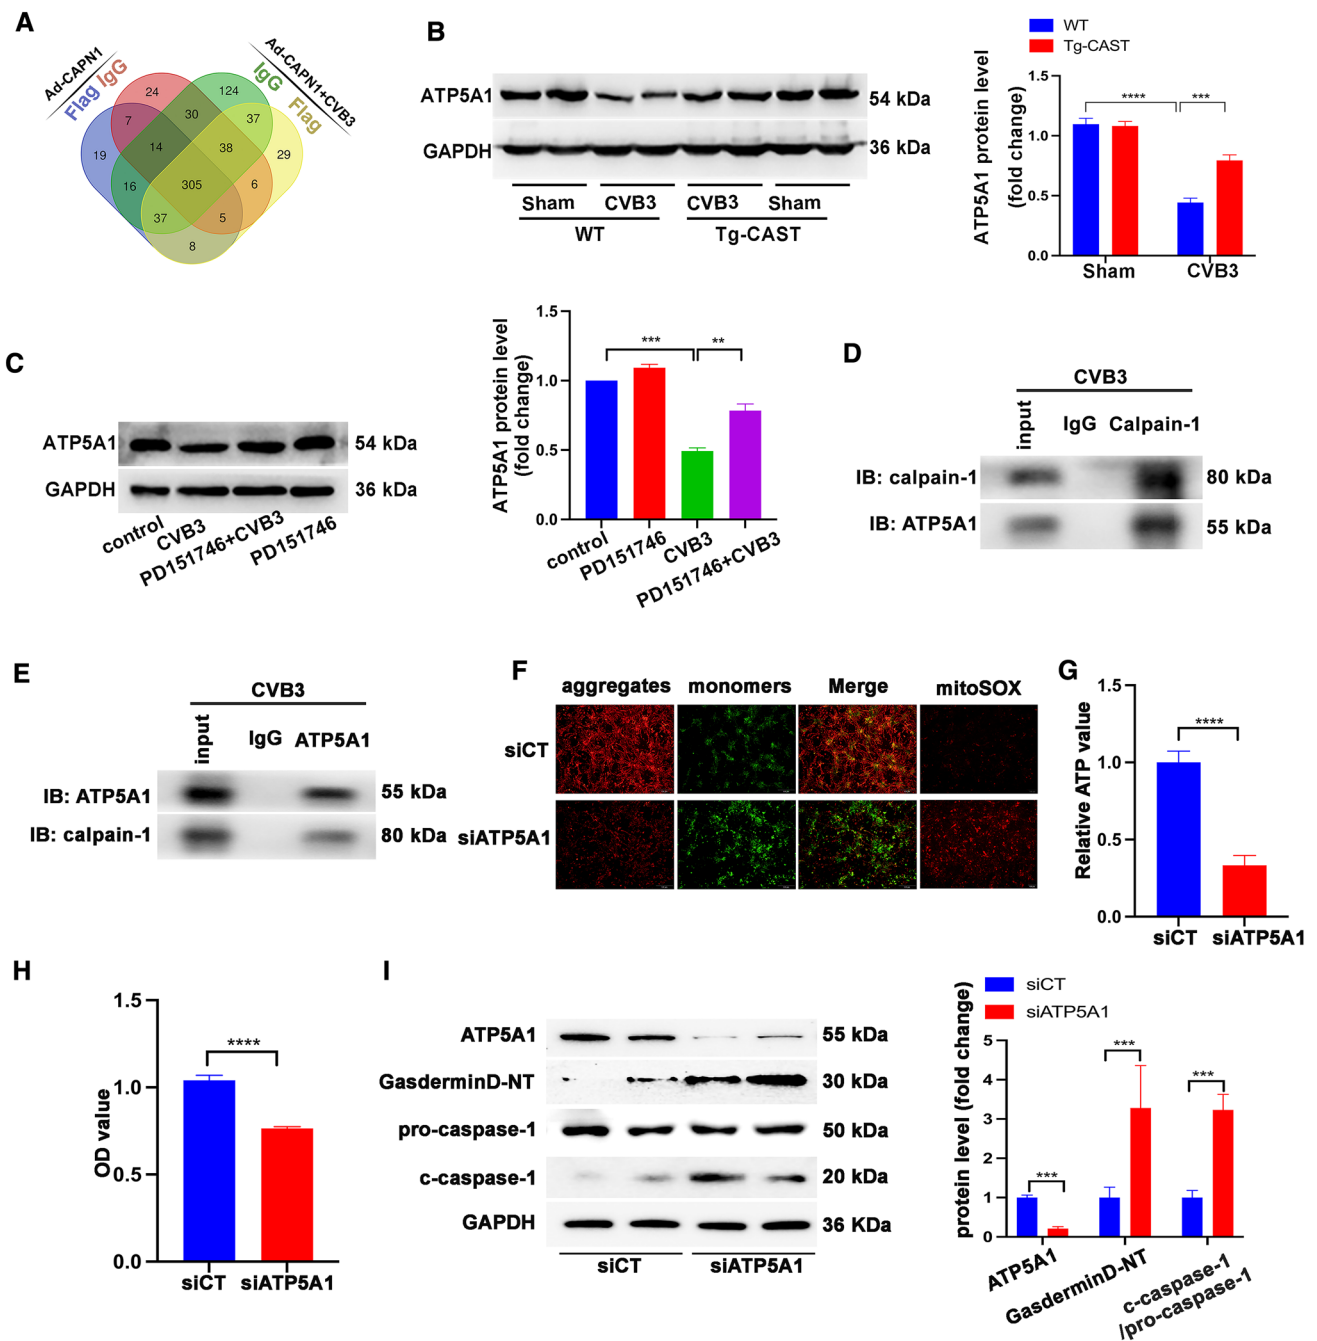 A
Ad-CAPN1
Flag IgG
Ad-CAPN1+CVB3
IgG Flag
24
124
7
30
37
19
14
38
29
16
305
6
37
5
8
B
ATP5A1
54 kDa
GAPDH
36 kDa
Sham CVB3 CVB3 Sham
WT Tg-CAST
WT
Tg-CAST
ATP5A1 protein level
(fold change)
1.5
1.0
0.5
0.0
**** ***
Sham CVB3
C
ATP5A1 54 kDa
GAPDH 36 kDa
control
CVB3
PD151746+CVB3
PD151746
ATP5A1 protein level
(fold change)
1.5
1.0
0.5
0.0
*** **
control
PD151746
CVB3
PD151746+CVB3
D
CVB3
input IgG Calpain-1
IB: calpain-1 80 kDa
IB: ATP5A1 55 kDa
E
CVB3
input IgG ATP5A1
IB: ATP5A1 55 kDa
IB: calpain-1 80 kDa
F
aggregates monomers Merge mitoSOX
siCT
siATP5A1
G
Relative ATP value
1.5
1.0
0.5
0.0
****
siCT siATP5A1
H
OD value
1.5
1.0
0.5
0.0
****
siCT siATP5A1
I
ATP5A1 55 kDa
GasderminD-NT 30 kDa
pro-caspase-1 50 kDa
c-caspase-1 20 kDa
GAPDH 36 KDa
siCT siATP5A1
siCT
siATP5A1
protein level (fold change)
5
4
3
2
1
0
*** *** ***
ATP5A1
GasderminD-NT
c-caspase-1
/pro-caspase-1